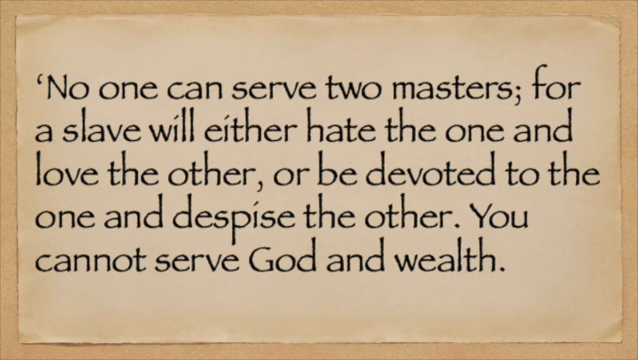 ‘No one can serve two masters; for
a slave will either hate the one and
love the other, or be devoted to the
one and despise the other. You
cannot serve God and wealth.